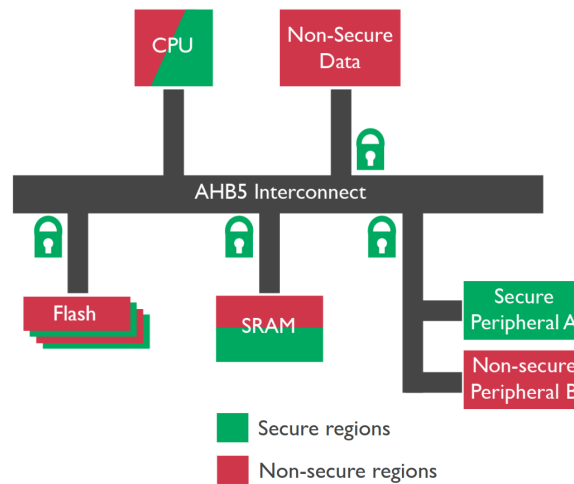 CPU
Non-Secure
Data
AHB5 Interconnect
Flash
SRAM
Secure
Peripheral A
Non-secure
Peripheral B
Secure regions
Non-secure regions